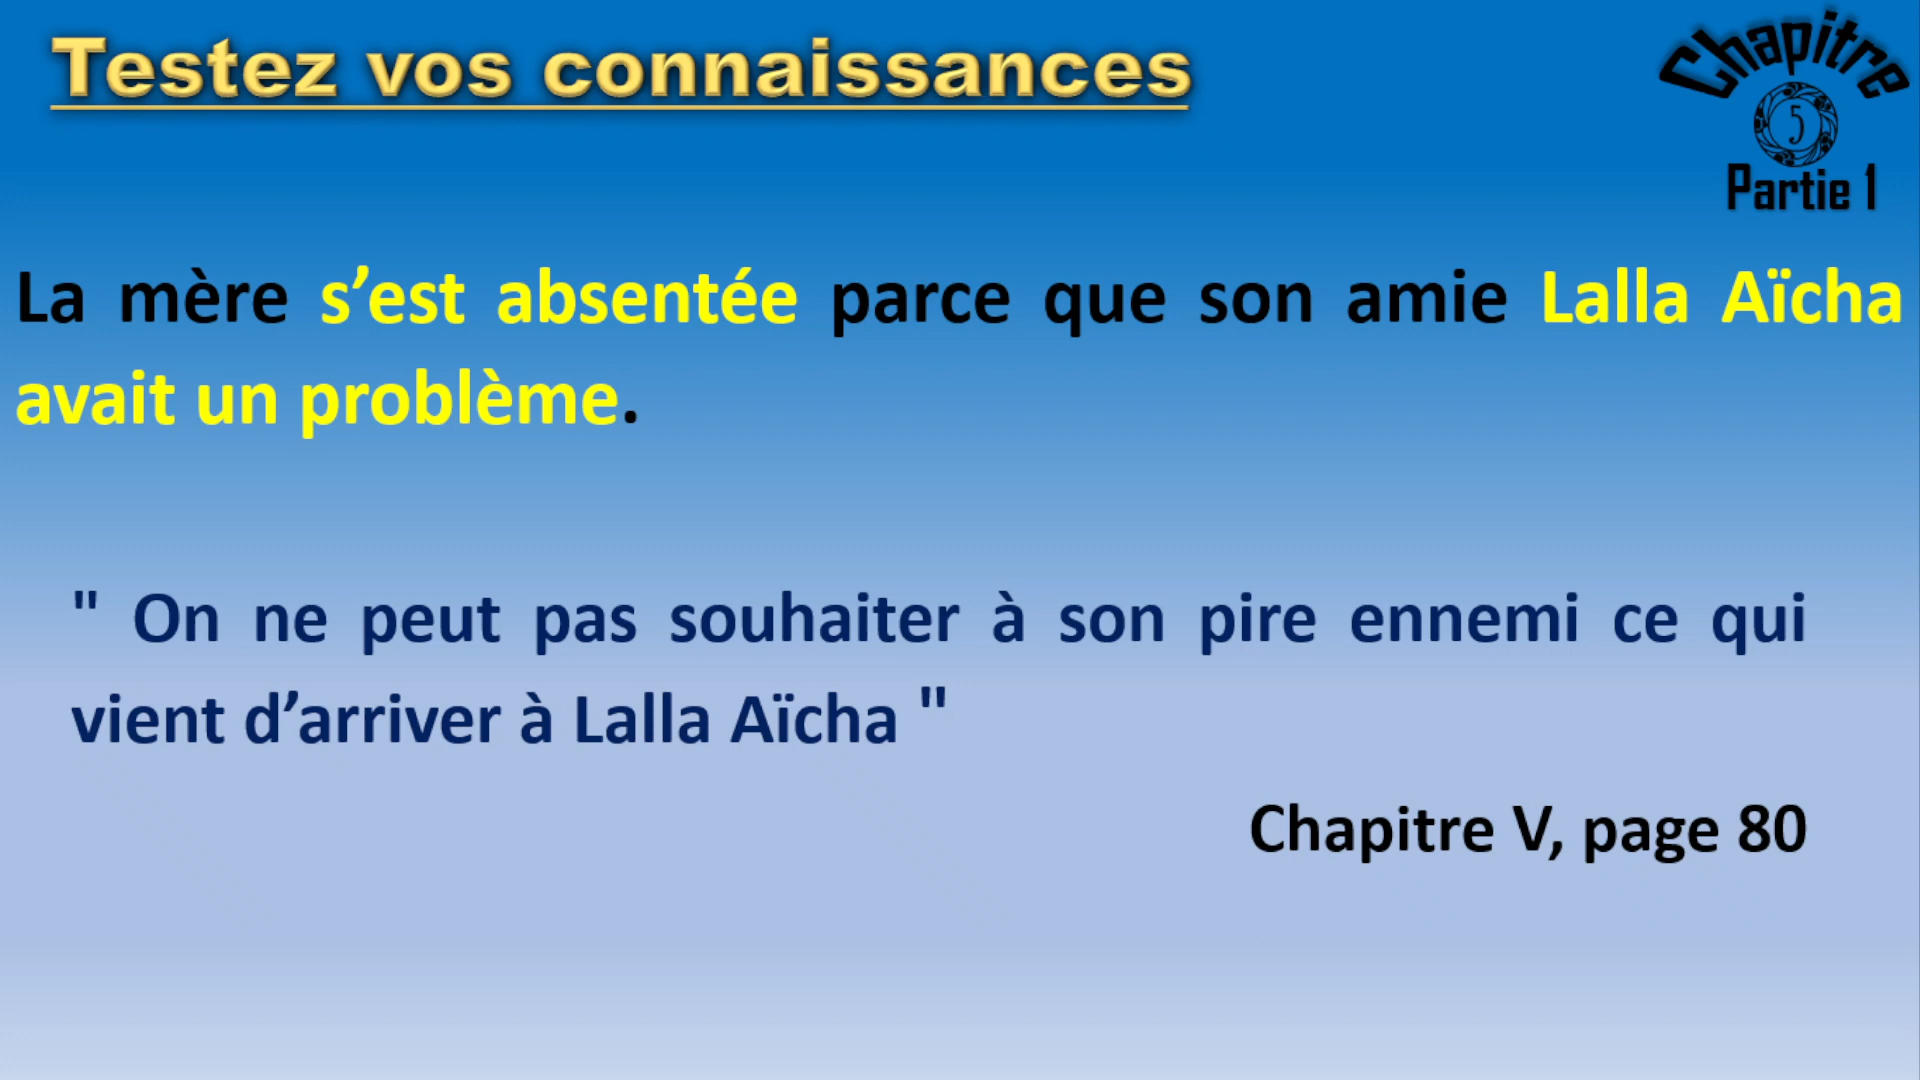 Testez vos connaissances
Chapitre
5
Partie 1
La mère s’est absentée parce que son amie Lalla Aïcha
avait un problème.
" On ne peut pas souhaiter à son pire ennemi ce qui
vient d’arriver à Lalla Aïcha "
Chapitre V, page 80